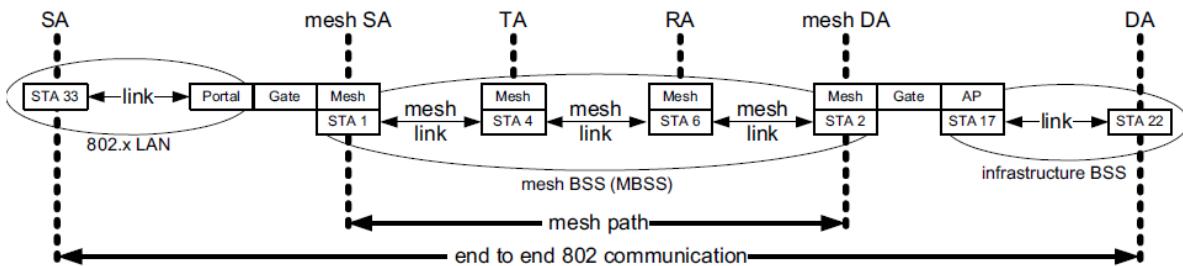 SA mesh SA TA RA mesh DA DA
STA 33 link Portal Gate Mesh Mesh Mesh Mesh Gate AP
STA 1 mesh link STA 4 mesh link STA 6 mesh link STA 2 STA 17 link STA 22
802.x LAN
mesh BSS (MBSS)
infrastructure BSS
mesh path
end to end 802 communication